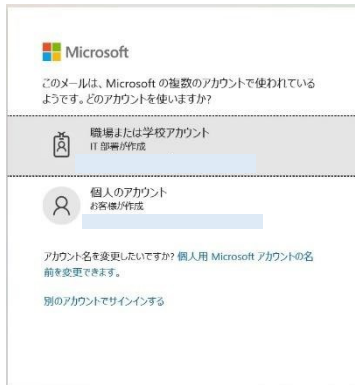 Microsoft
このメールは、Microsoft の複数のアカウントで使われている
ようです。どのアカウントを使いますか?
職場または学校アカウント
IT 部署が作成
個人のアカウント
お客様が作成
アカウント名を変更したいですか? 個人用 Microsoft アカウントの名
前を変更できます。
別のアカウントでサインインする